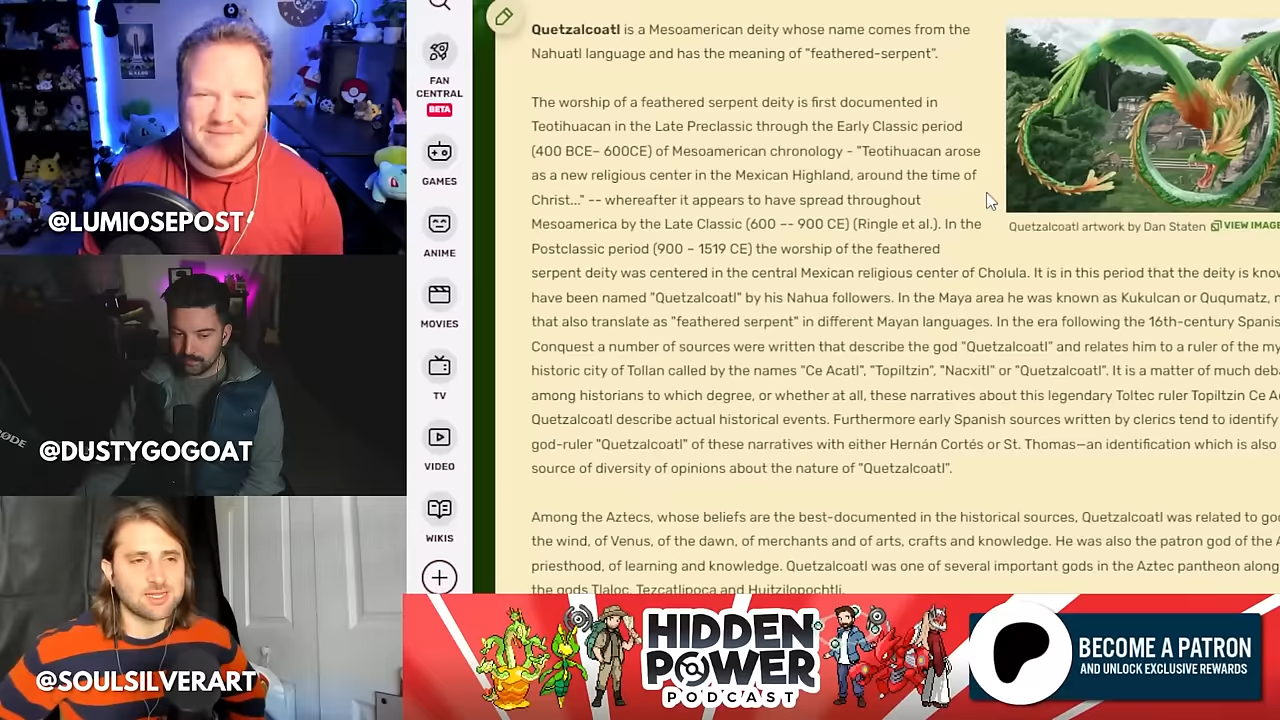 @LUMIOSEPOST
@DUSTYGOGOAT
@SOULSILVERART
FAN
CENTRAL
BETA
GAMES
ANIME
MOVIES
TV
VIDEO
WIKIS
Quetzalcoatl is a Mesoamerican deity whose name comes from the
Nahuatl language and has the meaning of "feathered-serpent".
The worship of a feathered serpent deity is first documented in
Teotihuacan in the Late Preclassic through the Early Classic period
(400 BCE– 600CE) of Mesoamerican chronology - "Teotihuacan arose
as a new religious center in the Mexican Highland, around the time of
Christ..." -- whereafter it appears to have spread throughout
Mesoamerica by the Late Classic (600 –- 900 CE) (Ringle et al.). In the
Postclassic period (900 – 1519 CE) the worship of the feathered
serpent deity was centered in the central Mexican religious center of Cholula. It is in this period that the deity is know
have been named "Quetzalcoatl" by his Nahua followers. In the Maya area he was known as Kukulcan or Ququmatz, n
that also translate as "feathered serpent" in different Mayan languages. In the era following the 16th-century Spanis
Conquest a number of sources were written that describe the god "Quetzalcoatl" and relates him to a ruler of the my
historic city of Tollan called by the names "Ce Acatl", "Topiltzin", "Nacxitl" or "Quetzalcoatl". It is a matter of much deba
among historians to which degree, or whether at all, these narratives about this legendary Toltec ruler Topiltzin Ce A
Quetzalcoatl describe actual historical events. Furthermore early Spanish sources written by clerics tend to identify
god-ruler "Quetzalcoatl" of these narratives with either Hernán Cortés or St. Thomas—an identification which is also
source of diversity of opinions about the nature of "Quetzalcoatl".
Among the Aztecs, whose beliefs are the best-documented in the historical sources, Quetzalcoatl was related to go
the wind, of Venus, of the dawn, of merchants and of arts, crafts and knowledge. He was also the patron god of the A
priesthood, of learning and knowledge. Quetzalcoatl was one of several important gods in the Aztec pantheon along
the gods Tlaloc, Tezcatlipoca and Huitzilopochtli.
Quetzalcoatl artwork by Dan Staten
VIEW IMAGE
HIDDEN
POWER
PODCAST
BECOME A PATRON
AND UNLOCK EXCLUSIVE REWARDS